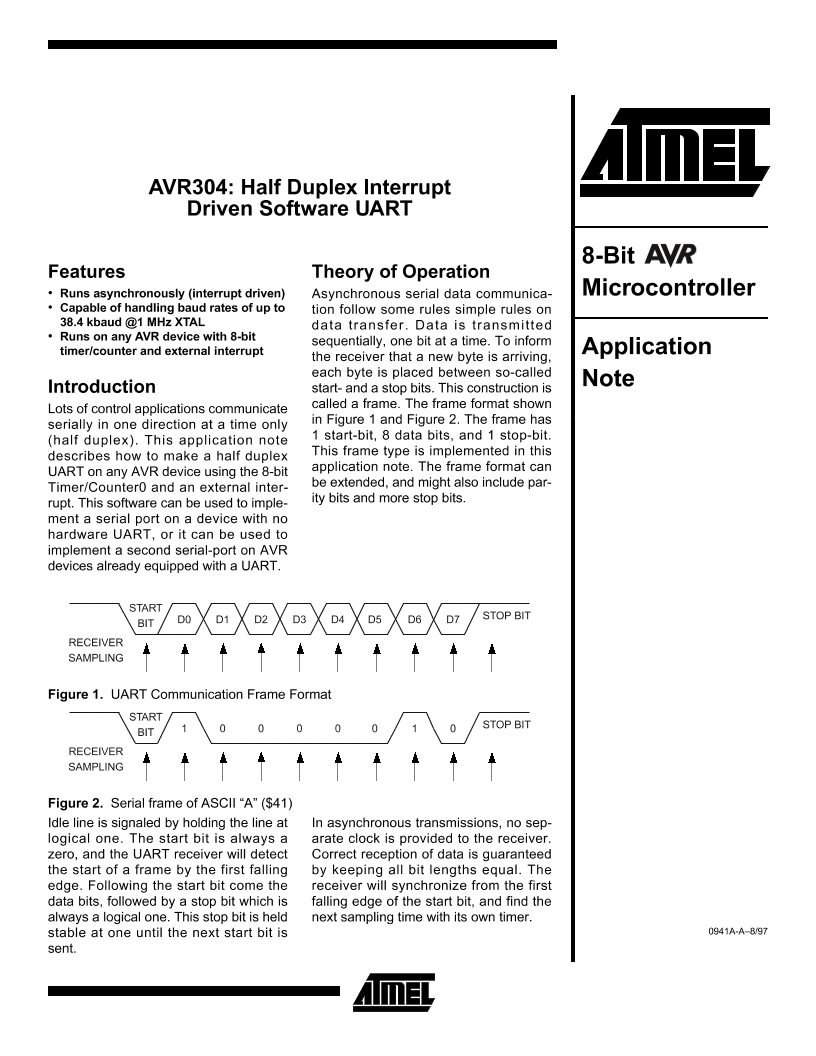 AVR304: Half Duplex Interrupt
Driven Software UART
Features
• Runs asynchronously (interrupt driven)
• Capable of handling baud rates of up to
38.4 kbaud @1 MHz XTAL
• Runs on any AVR device with 8-bit
timer/counter and external interrupt
Introduction
Lots of control applications communicate
serially in one direction at a time only
(half duplex). This application note
describes how to make a half duplex
UART on any AVR device using the 8-bit
Timer/Counter0 and an external inter-
rupt. This software can be used to imple-
ment a serial port on a device with no
hardware UART, or it can be used to
implement a second serial-port on AVR
devices already equipped with a UART.
Theory of Operation
Asynchronous serial data communica-
tion follow some rules simple rules on
data transfer. Data is transmitted
sequentially, one bit at a time. To inform
the receiver that a new byte is arriving,
each byte is placed between so-called
start- and a stop bits. This construction is
called a frame. The frame format shown
in Figure 1 and Figure 2. The frame has
1 start-bit, 8 data bits, and 1 stop-bit.
This frame type is implemented in this
application note. The frame format can
be extended, and might also include par-
ity bits and more stop bits.
START
BIT D0 D1 D2 D3 D4 D5 D6 D7 STOP BIT
RECEIVER
SAMPLING
Figure 1. UART Communication Frame Format
START
BIT 1 0 0 0 0 0 1 0 STOP BIT
RECEIVER
SAMPLING
Figure 2. Serial frame of ASCII “A” ($41)
Idle line is signaled by holding the line at
logical one. The start bit is always a
zero, and the UART receiver will detect
the start of a frame by the first falling
edge. Following the start bit come the
data bits, followed by a stop bit which is
always a logical one. This stop bit is held
stable at one until the next start bit is
sent.
In asynchronous transmissions, no sep-
arate clock is provided to the receiver.
Correct reception of data is guaranteed
by keeping all bit lengths equal. The
receiver will synchronize from the first
falling edge of the start bit, and find the
next sampling time with its own timer.
ATMEL
8-Bit AVR
Microcontroller
Application
Note
0941A-A–8/97
ATMEL